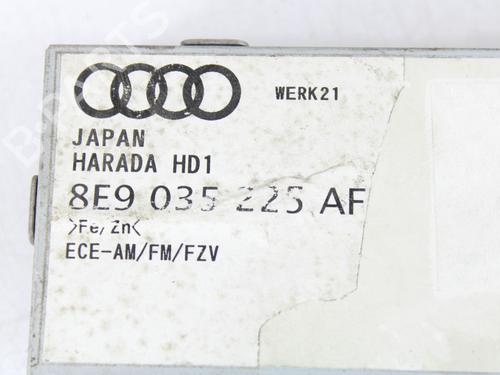 WERK21
JAPAN
HARADA HD1
8E9 035 225 AF
>Fe/Zn<
ECE-AM/FM/FZV